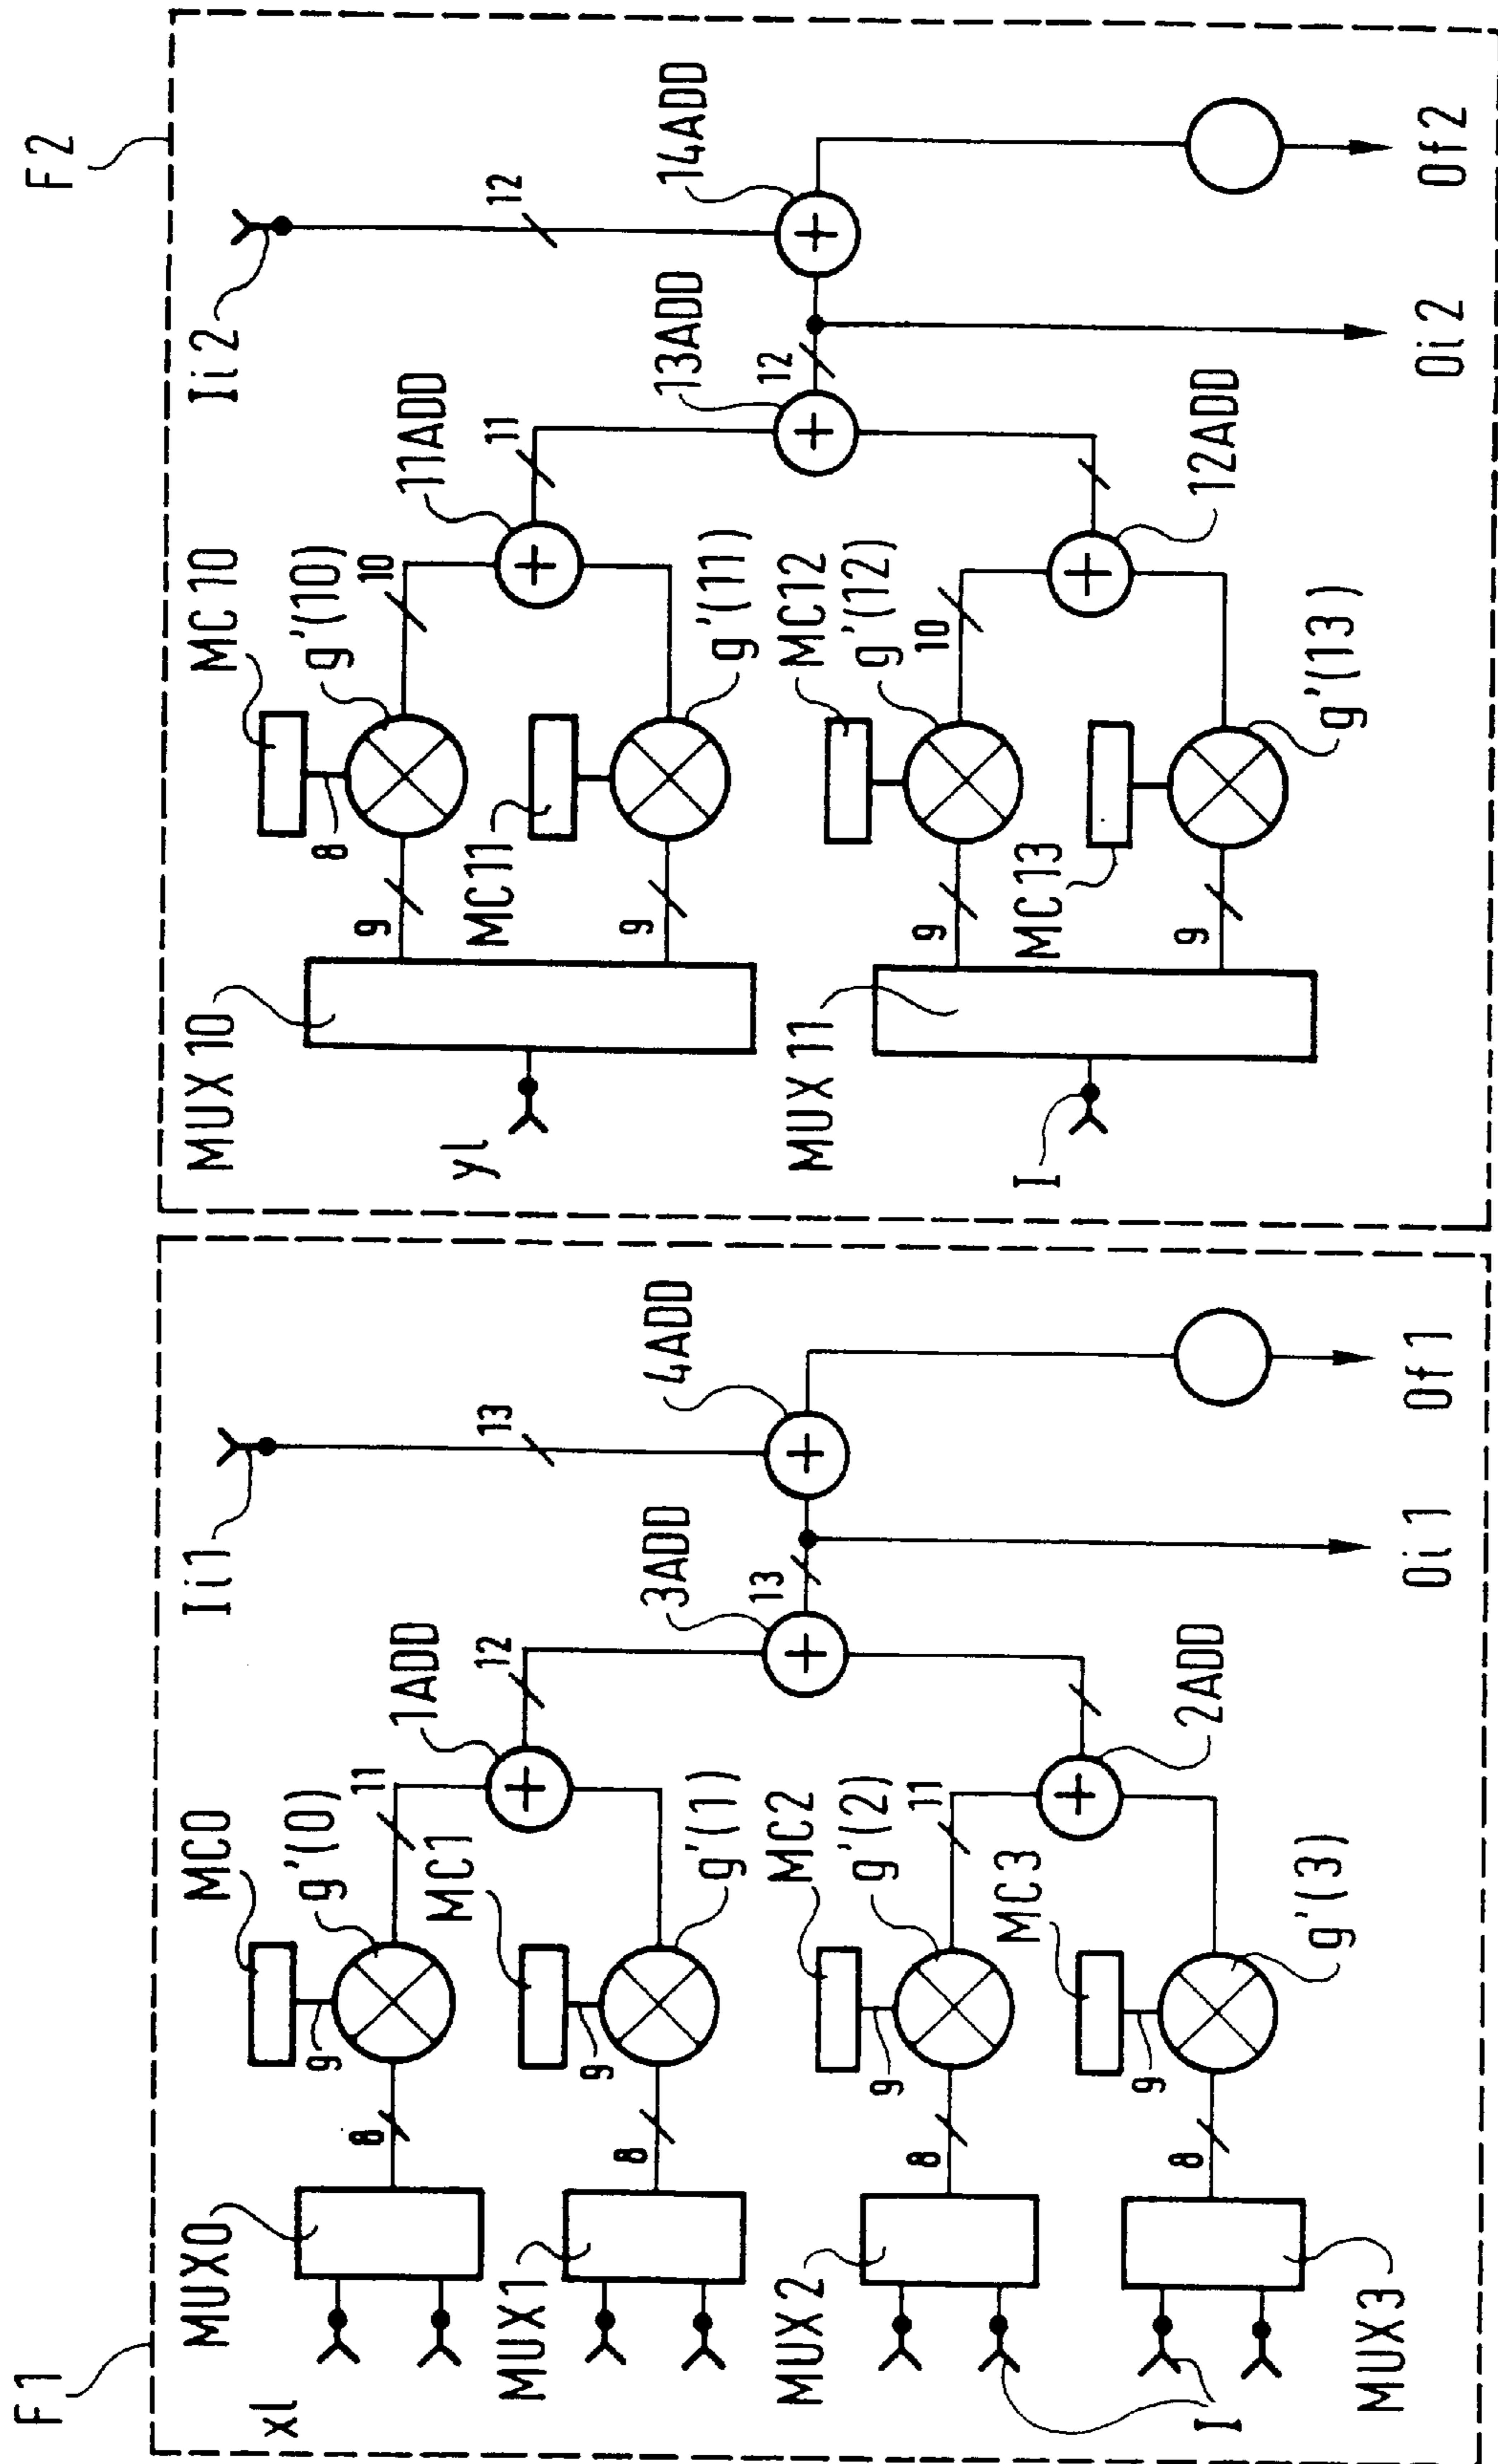 F1
xl
MUX0
MUX1
MUX2
MUX3
I
8
8
8
8
MC0
MC1
MC2
MC3
9
9
9
9
g'(0)
g'(1)
g'(2)
g'(3)
11
11
1ADD
2ADD
12
3ADD
13
Ii1
13
4ADD
Oi1
Of1
F2
yl
MUX10
MUX11
I
9
9
9
9
MC10
MC11
MC12
MC13
8
g'(10)
g'(11)
g'(12)
g'(13)
10
10
11ADD
12ADD
11
13ADD
12
Ii2
12
14ADD
Oi2
Of2